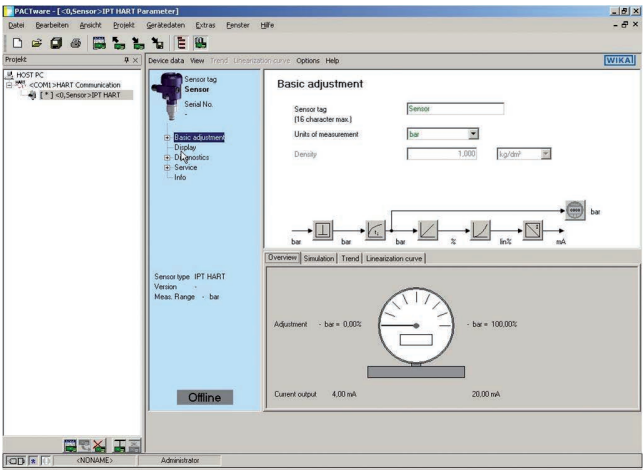 PACTware - [<0,Sensor>IPT HART Parameter]
Datei Bearbeiten Ansicht Projekt Gerätedaten Extras Fenster Hilfe
Projekt
HOST PC
<COM1>HART Communication
[ * ] <0,Sensor>IPT HART
Device data View Trend Linearization curve Options Help
WIKAI
Sensor tag
Sensor
Serial No.
-
Basic adjustment
Display
Diagnostics
Service
Info
Sensor type IPT HART
Version -
Meas. Range - bar
Offline
Basic adjustment
Sensor tag
(16 character max.)
Sensor
Units of measurement
bar
Density
1,000
kg/dm³
bar
bar bar bar % lin% mA
Overview Simulation Trend Linearization curve
Adjustment - bar = 0,00%
- bar = 100,00%
Current output 4,00 mA
20,00 mA
<NONAME>
Administrator